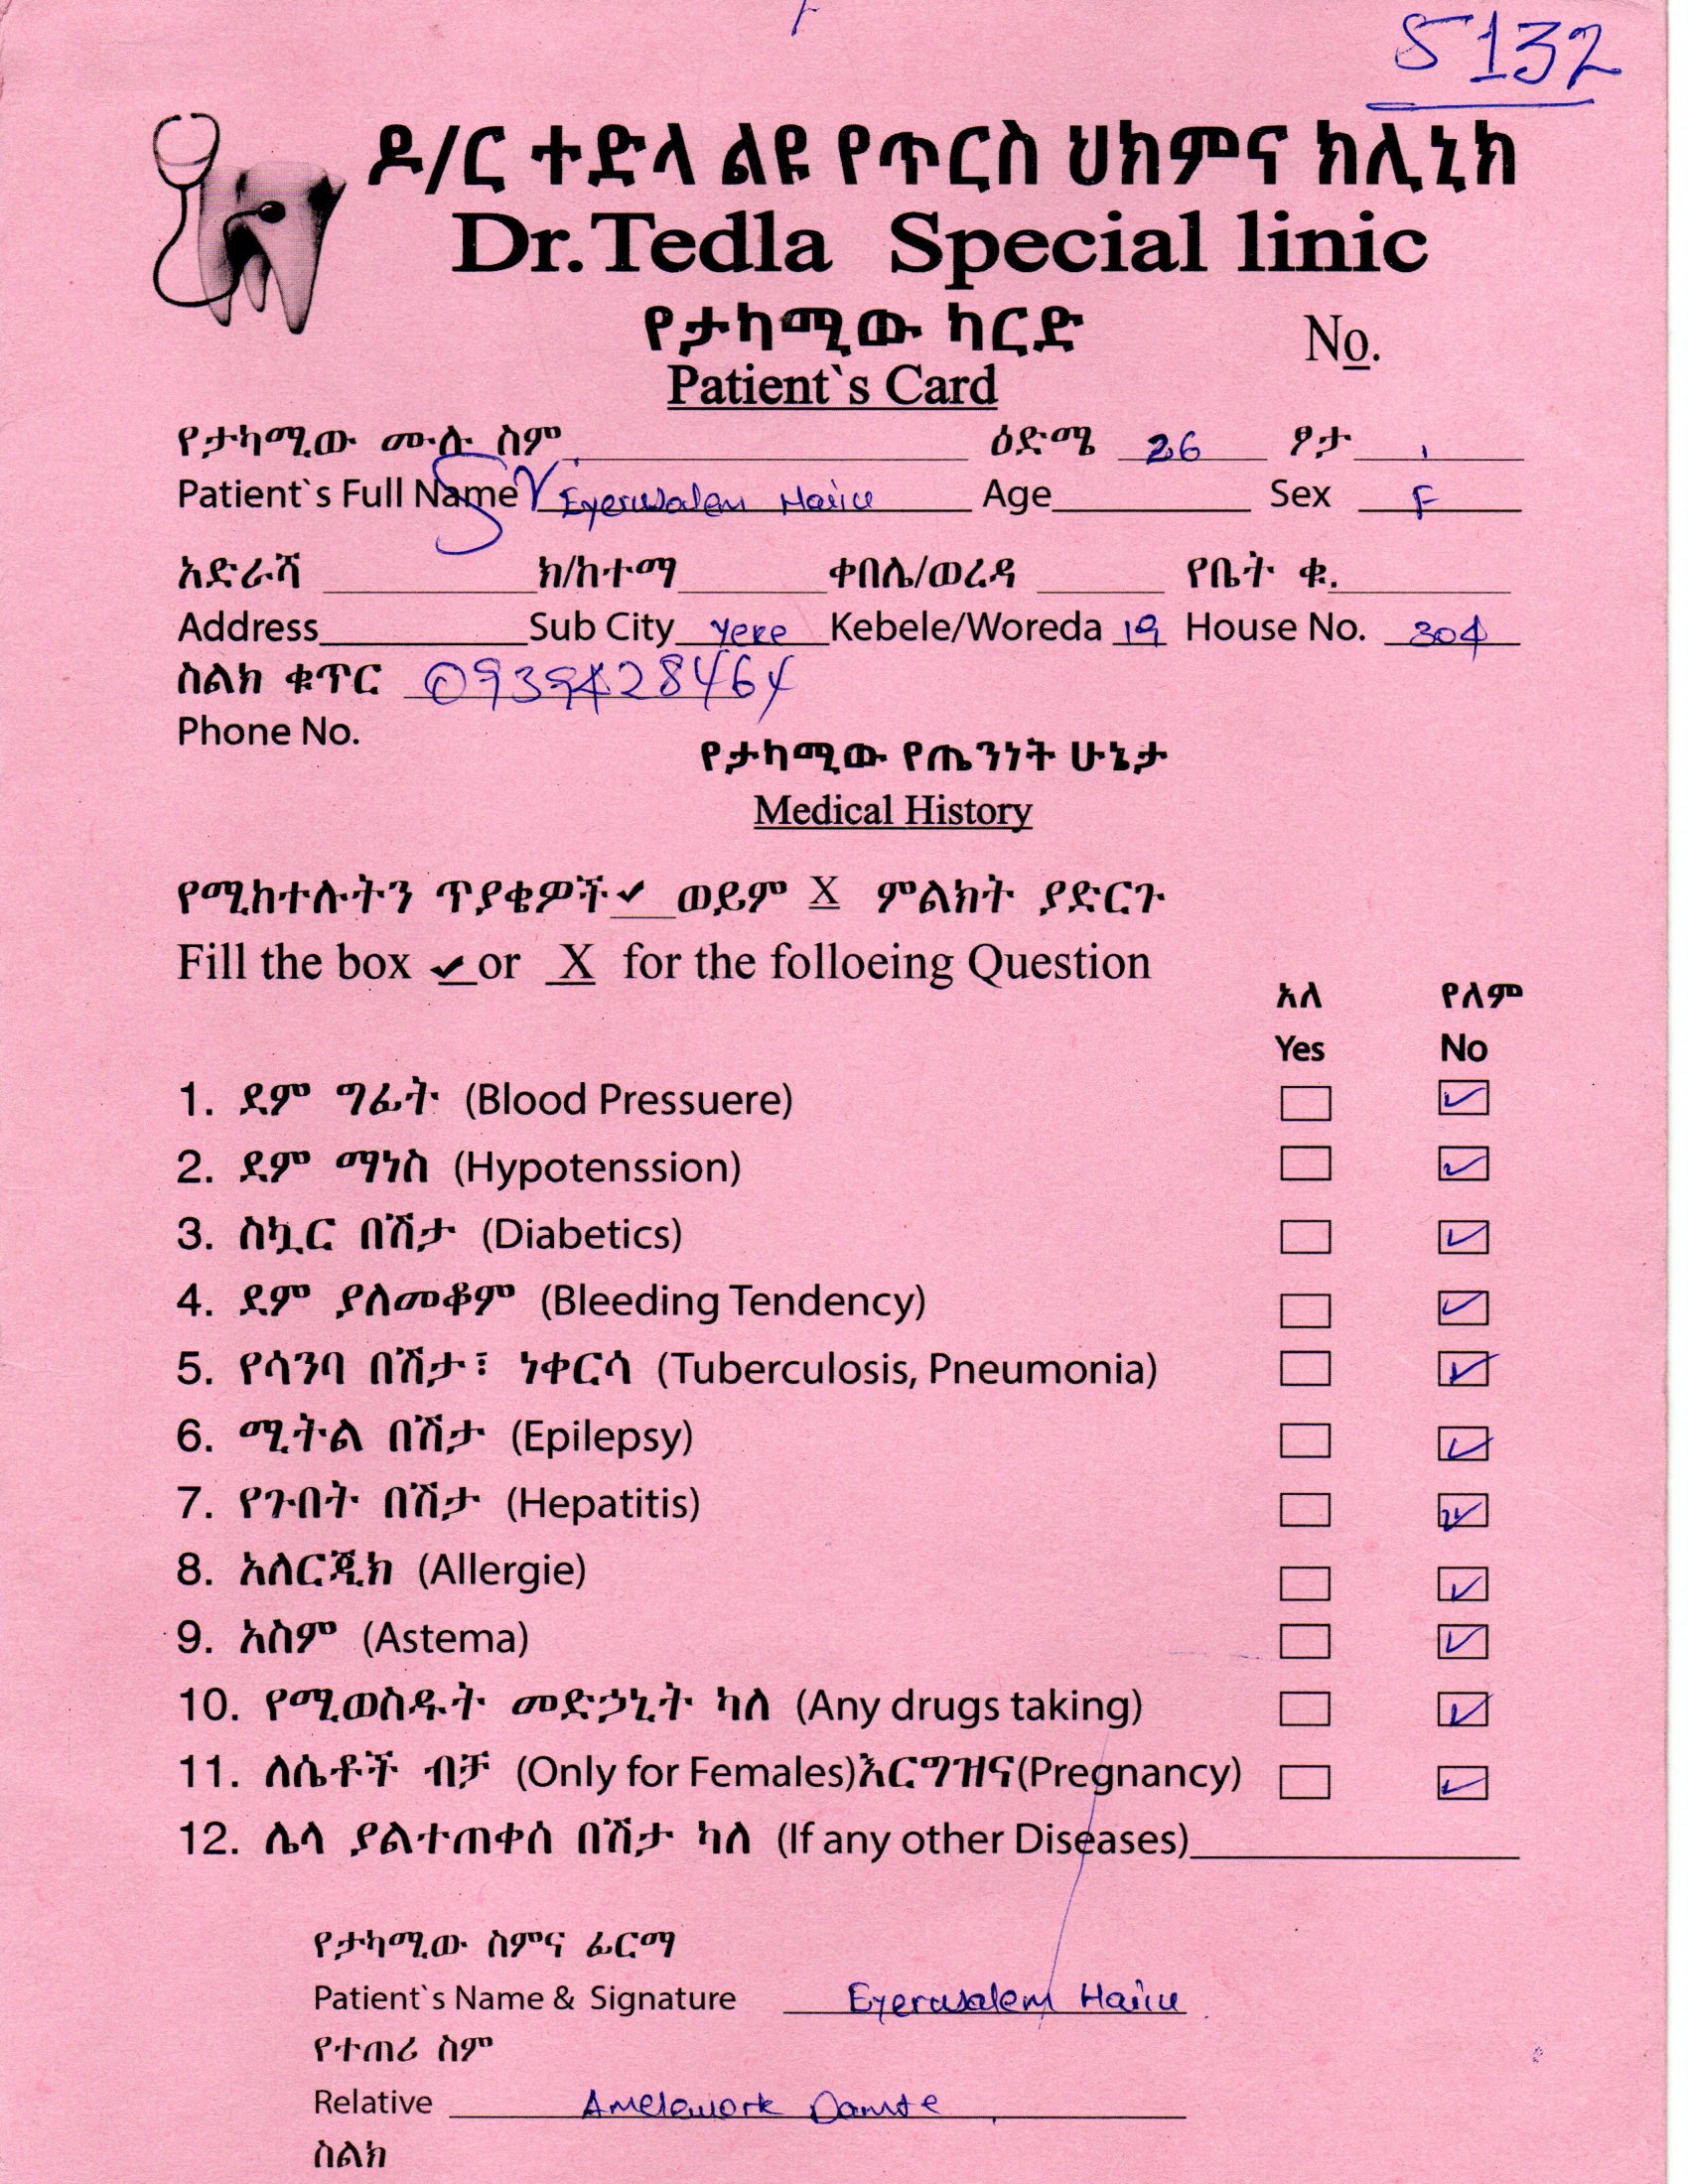 5132
ዶ/ር ተድላ ልዩ የጥርስ ህክምና ክሊኒክ
Dr.Tedla Special linic
የታካሚው ካርድ
No.
Patient`s Card
የታካሚው ሙሉ ስም ዕድሜ 26 ፆታ
Patient`s Full Name Eyerusalem Hailu Age Sex F
አድራሻ ክ/ከተማ ቀበሌ/ወረዳ የቤት ቁ.
Address Sub City Yeke Kebele/Woreda 19 House No. 304
ስልክ ቁጥር
Phone No.
የታካሚው የጤንነት ሁኔታ
Medical History
የሚከተሉትን ጥያቄዎች ✔ ወይም X ምልክት ያድርጉ
Fill the box ✔ or X for the folloeing Question
አለ የለም
Yes No
1. ደም ግፊት (Blood Pressuere) ✓
2. ደም ማነስ (Hypotenssion) ✓
3. ስኳር በሽታ (Diabetics) ✓
4. ደም ያለመቆም (Bleeding Tendency) ✓
5. የሳንባ በሽታ፣ ነቀርሳ (Tuberculosis, Pneumonia) ✓
6. ሚትል በሽታ (Epilepsy) ✓
7. የጉበት በሽታ (Hepatitis) ✓
8. አለርጂክ (Allergie) ✓
9. አስም (Astema) ✓
10. የሚወስዱት መድኃኒት ካለ (Any drugs taking) ✓
11. ለሴቶች ብቻ (Only for Females)እርግዝና(Pregnancy) ✓
12. ሌላ ያልተጠቀሰ በሽታ ካለ (If any other Diseases)
የታካሚው ስምና ፊርማ
Patient`s Name & Signature Eyerusalem Hailu
የተጠሪ ስም
Relative Amelework Damte
ስልክ